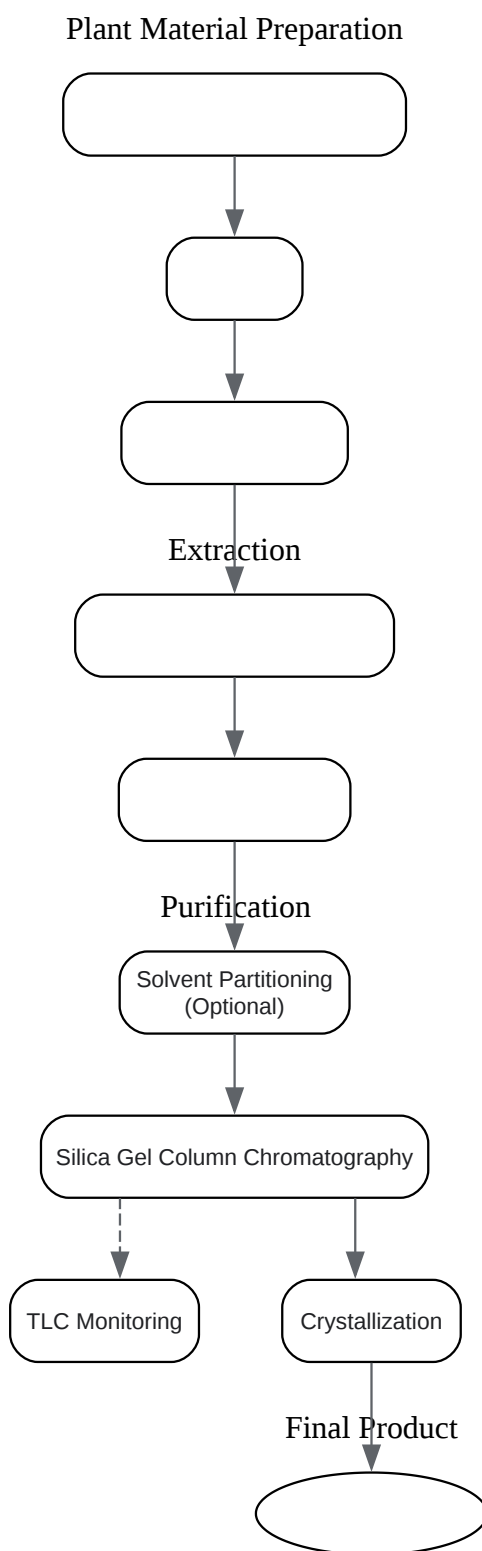 Plant Material Preparation
Extraction
Purification
Solvent Partitioning
(Optional)
Silica Gel Column Chromatography
TLC Monitoring
Crystallization
Final Product